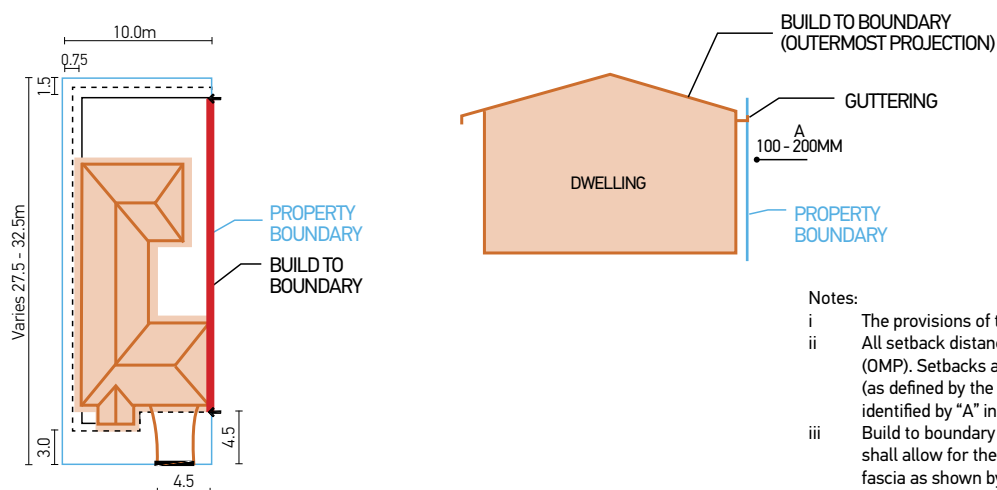 10.0m
0.75
1.5
Varies 27.5 - 32.5m
3.0
4.5
4.5
PROPERTY
BOUNDARY
BUILD TO
BOUNDARY
BUILD TO BOUNDARY
(OUTERMOST PROJECTION)
GUTTERING
A
100 - 200MM
DWELLING
PROPERTY
BOUNDARY
Notes:
i The provisions of t
ii All setback distanc
(OMP). Setbacks a
(as defined by the
identified by “A” in
iii Build to boundary
shall allow for the
fascia as shown by